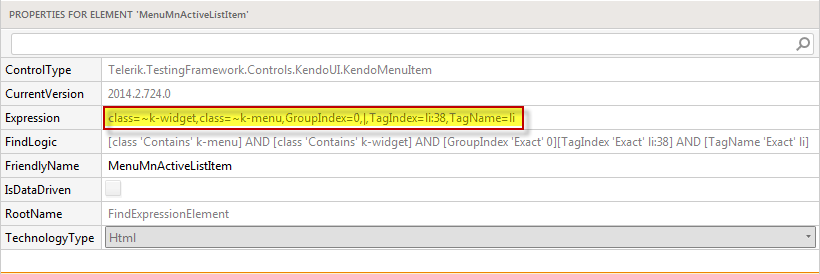 PROPERTIES FOR ELEMENT 'MenuMnActiveListItem'
ControlType Telerik.TestingFramework.Controls.KendoUI.KendoMenuItem
CurrentVersion 2014.2.724.0
Expression class=~k-widget,class=~k-menu,GroupIndex=0,|,TagIndex=li:38,TagName=li
FindLogic [class 'Contains' k-menu] AND [class 'Contains' k-widget] AND [GroupIndex 'Exact' 0][TagIndex 'Exact' li:38] AND [TagName 'Exact' li]
FriendlyName MenuMnActiveListItem
IsDataDriven
RootName FindExpressionElement
TechnologyType Html